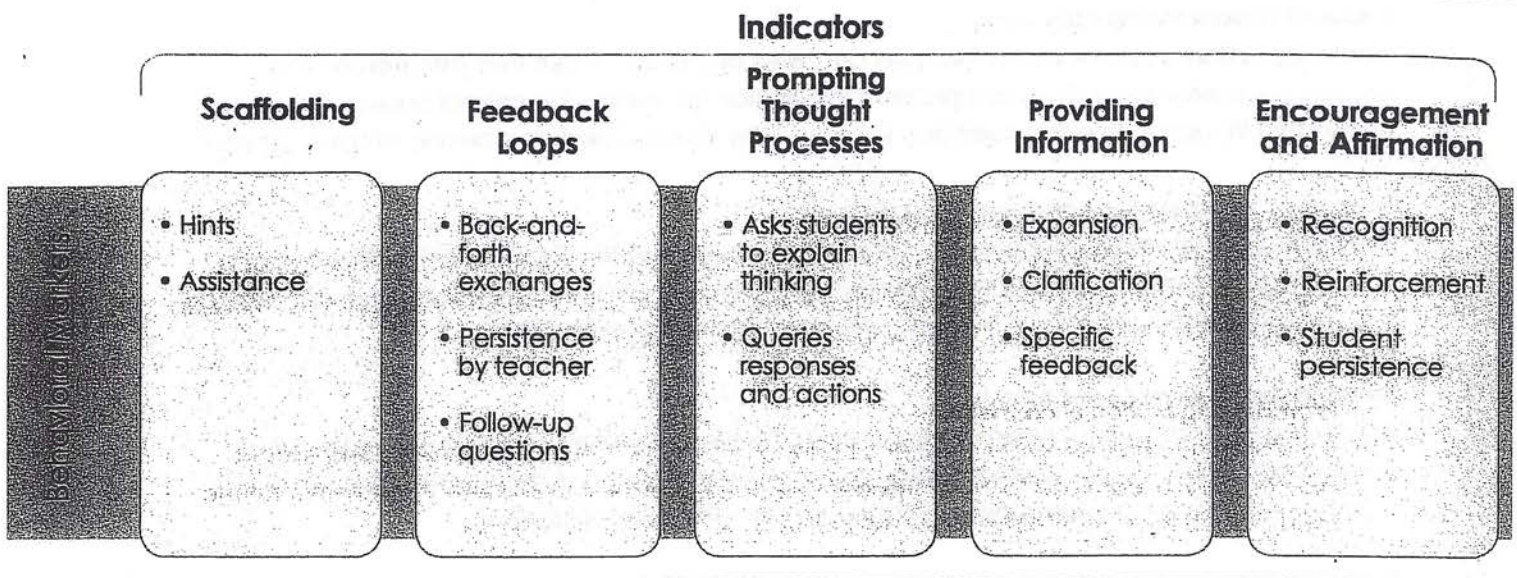 Indicators
Scaffolding
Feedback
Loops
Prompting
Thought
Processes
Providing
Information
Encouragement
and Affirmation
Behavioral Markers
• Hints
• Assistance
• Back-and-
forth
exchanges
• Persistence
by teacher
• Follow-up
questions
• Asks students
to explain
thinking
• Queries
responses
and actions
• Expansion
• Clarification
• Specific
feedback
• Recognition
• Reinforcement
• Student
persistence